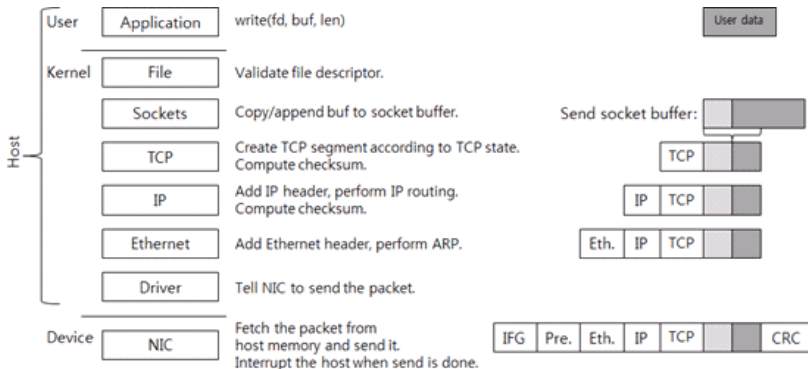 User
Application
write(fd, buf, len)
User data
Kernel
File
Validate file descriptor.
Sockets
Copy/append buf to socket buffer.
Send socket buffer:
Host
TCP
Create TCP segment according to TCP state.
Compute checksum.
TCP
IP
Add IP header, perform IP routing.
Compute checksum.
IP TCP
Ethernet
Add Ethernet header, perform ARP.
Eth. IP TCP
Driver
Tell NIC to send the packet.
Device
NIC
Fetch the packet from
host memory and send it.
Interrupt the host when send is done.
IFG Pre. Eth. IP TCP CRC